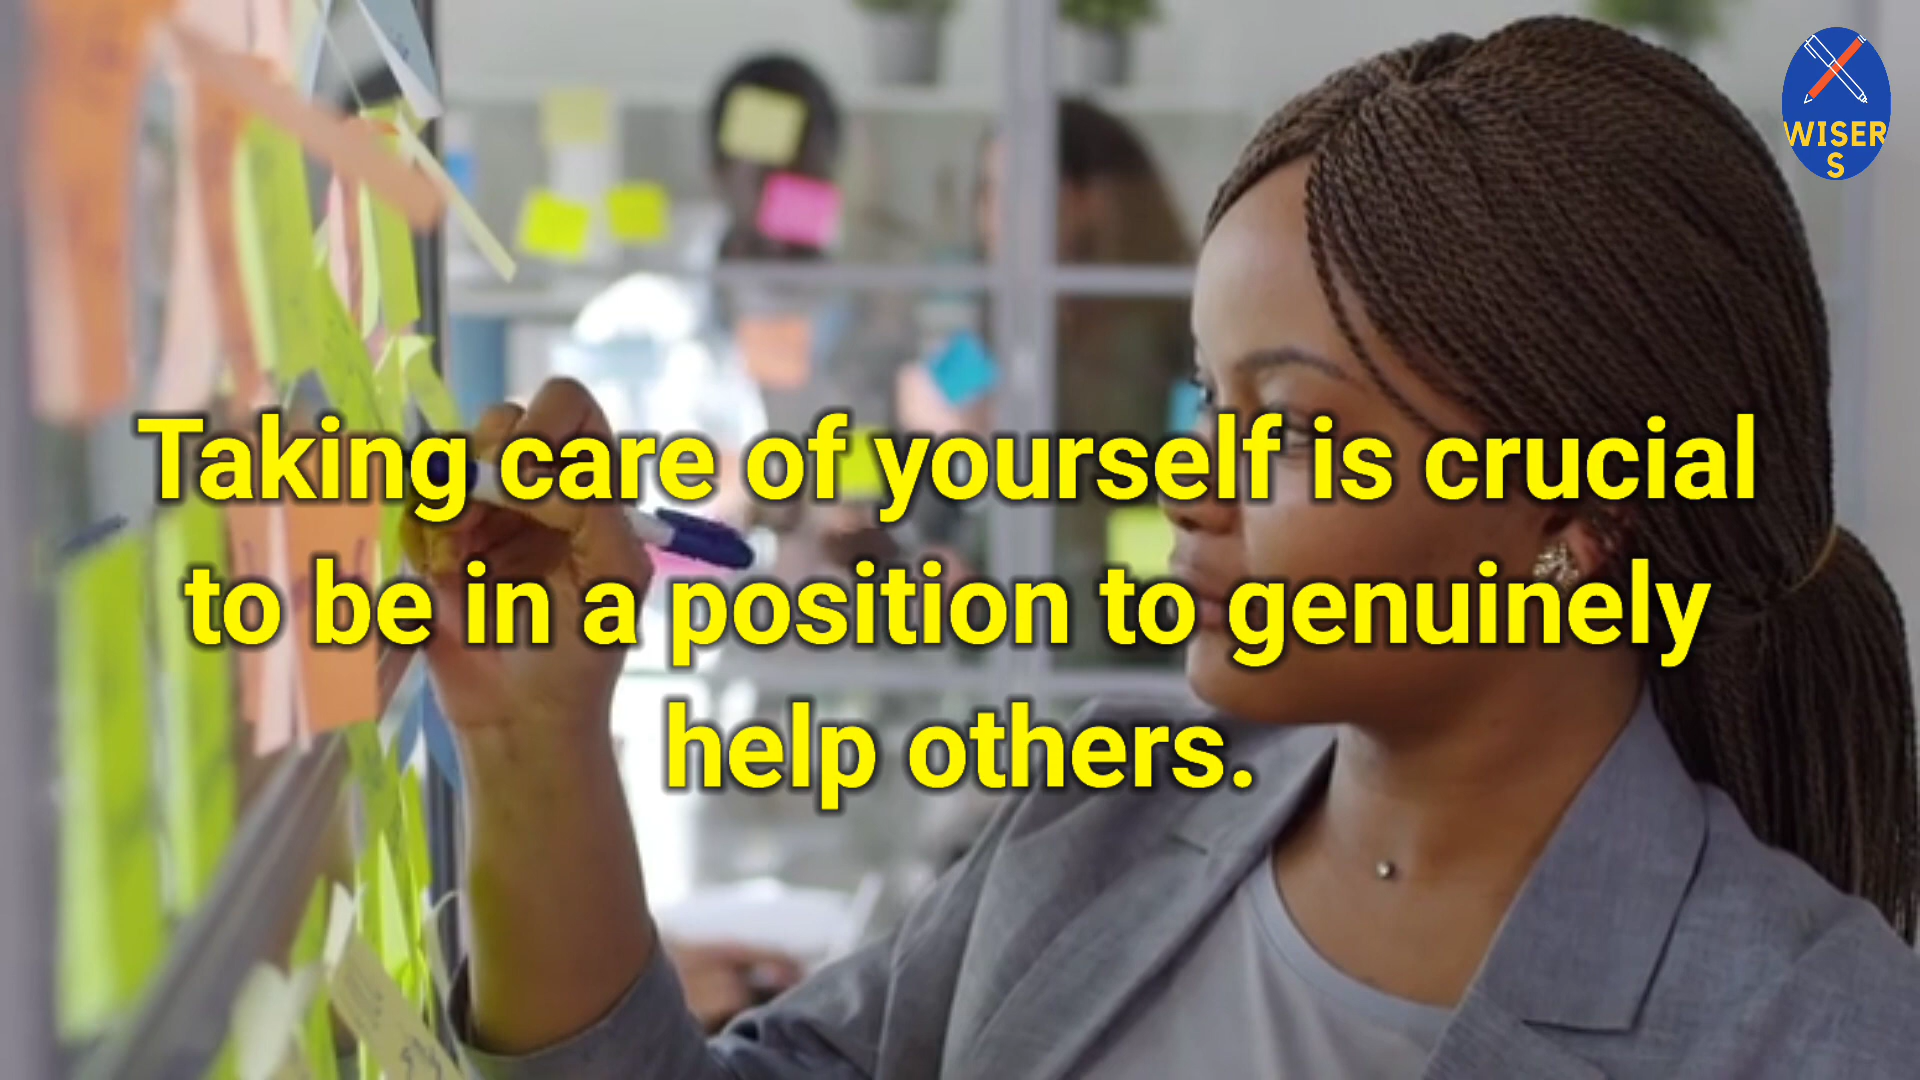 WISER
S
Taking care of yourself is crucial
to be in a position to genuinely
help others.